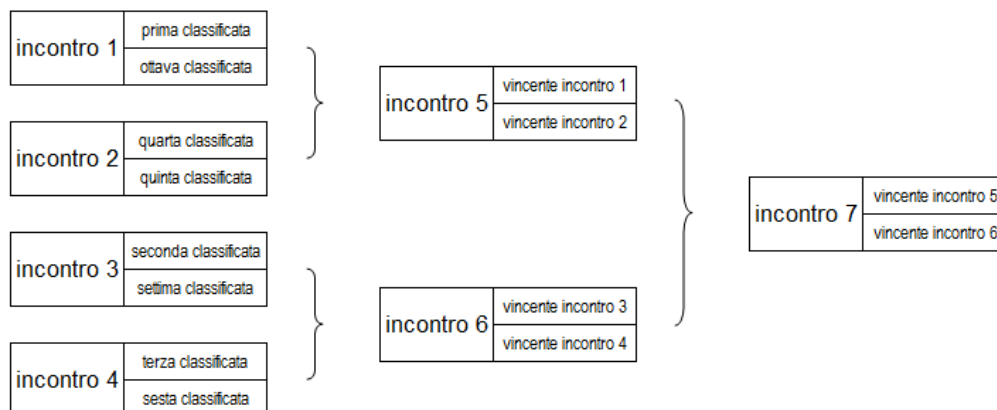 incontro 1
prima classificata
ottava classificata
incontro 2
quarta classificata
quinta classificata
incontro 3
seconda classificata
settima classificata
incontro 4
terza classificata
sesta classificata
incontro 5
vincente incontro 1
vincente incontro 2
incontro 6
vincente incontro 3
vincente incontro 4
incontro 7
vincente incontro 5
vincente incontro 6